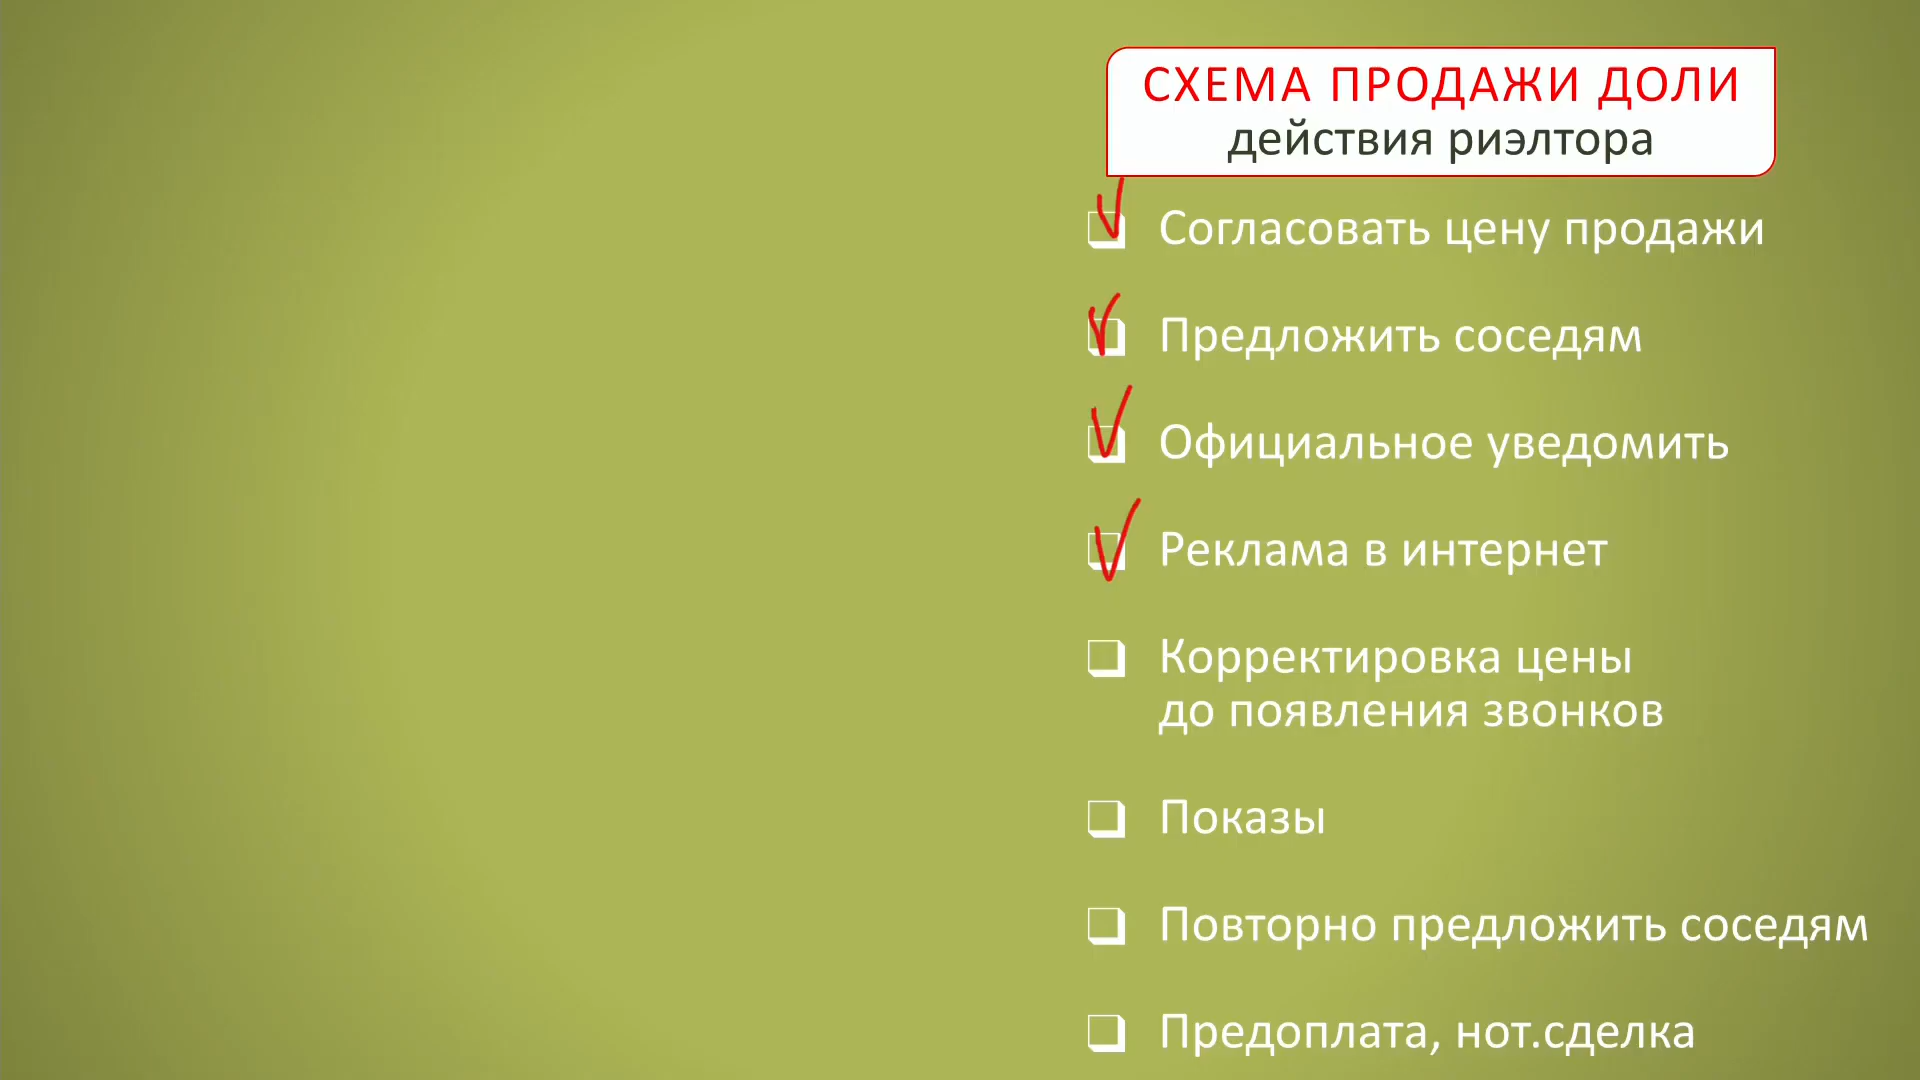 СХЕМА ПРОДАЖИ ДОЛИ
действия риэлтора
Согласовать цену продажи
Предложить соседям
Официальное уведомить
Реклама в интернет
Корректировка цены
до появления звонков
Показы
Повторно предложить соседям
Предоплата, нот.сделка